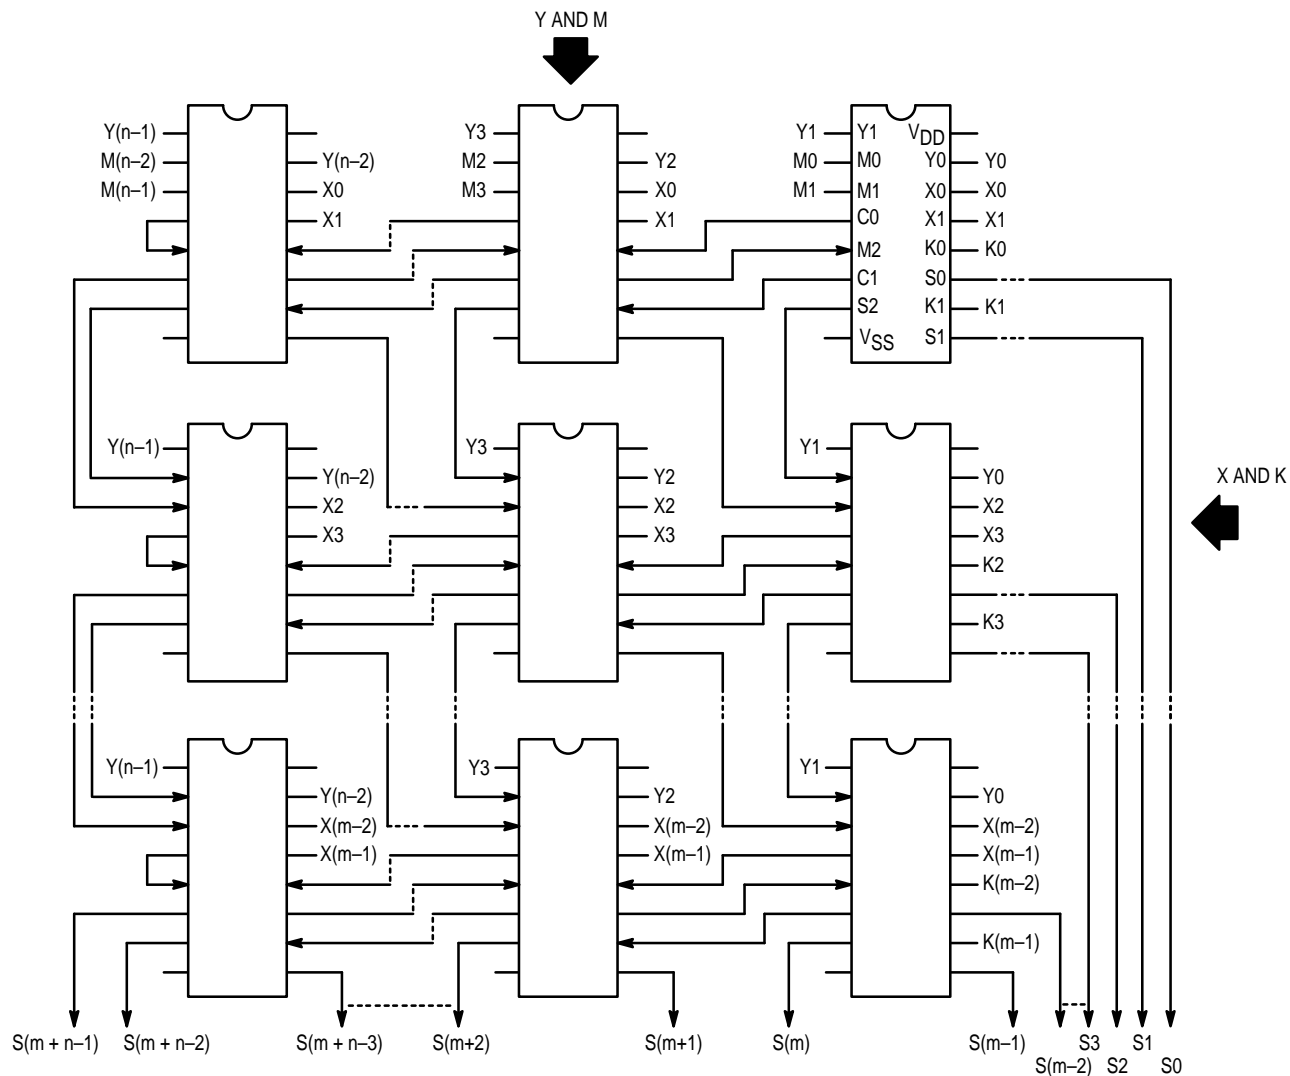 Y AND M
Y(n–1) Y3 Y1 Y1 VDD
M(n–2) Y(n–2) M2 Y2 M0 M0 Y0 Y0
M(n–1) X0 M3 X0 M1 M1 X0 X0
X1 X1 C0 X1 X1
M2 K0 K0
C1 S0
S2 K1 K1
VSS S1
Y(n–1) Y3 Y1
Y(n–2) Y2 Y0
X AND K
X2 X2 X2
X3 X3 X3
K2
K3
Y(n–1) Y3 Y1
Y(n–2) Y2 Y0
X(m–2) X(m–2) X(m–2)
X(m–1) X(m–1) X(m–1)
K(m–2)
K(m–1)
S(m + n–1) S(m + n–2) S(m + n–3) S(m+2) S(m+1) S(m) S(m–1) S3 S1
S(m–2) S2 S0